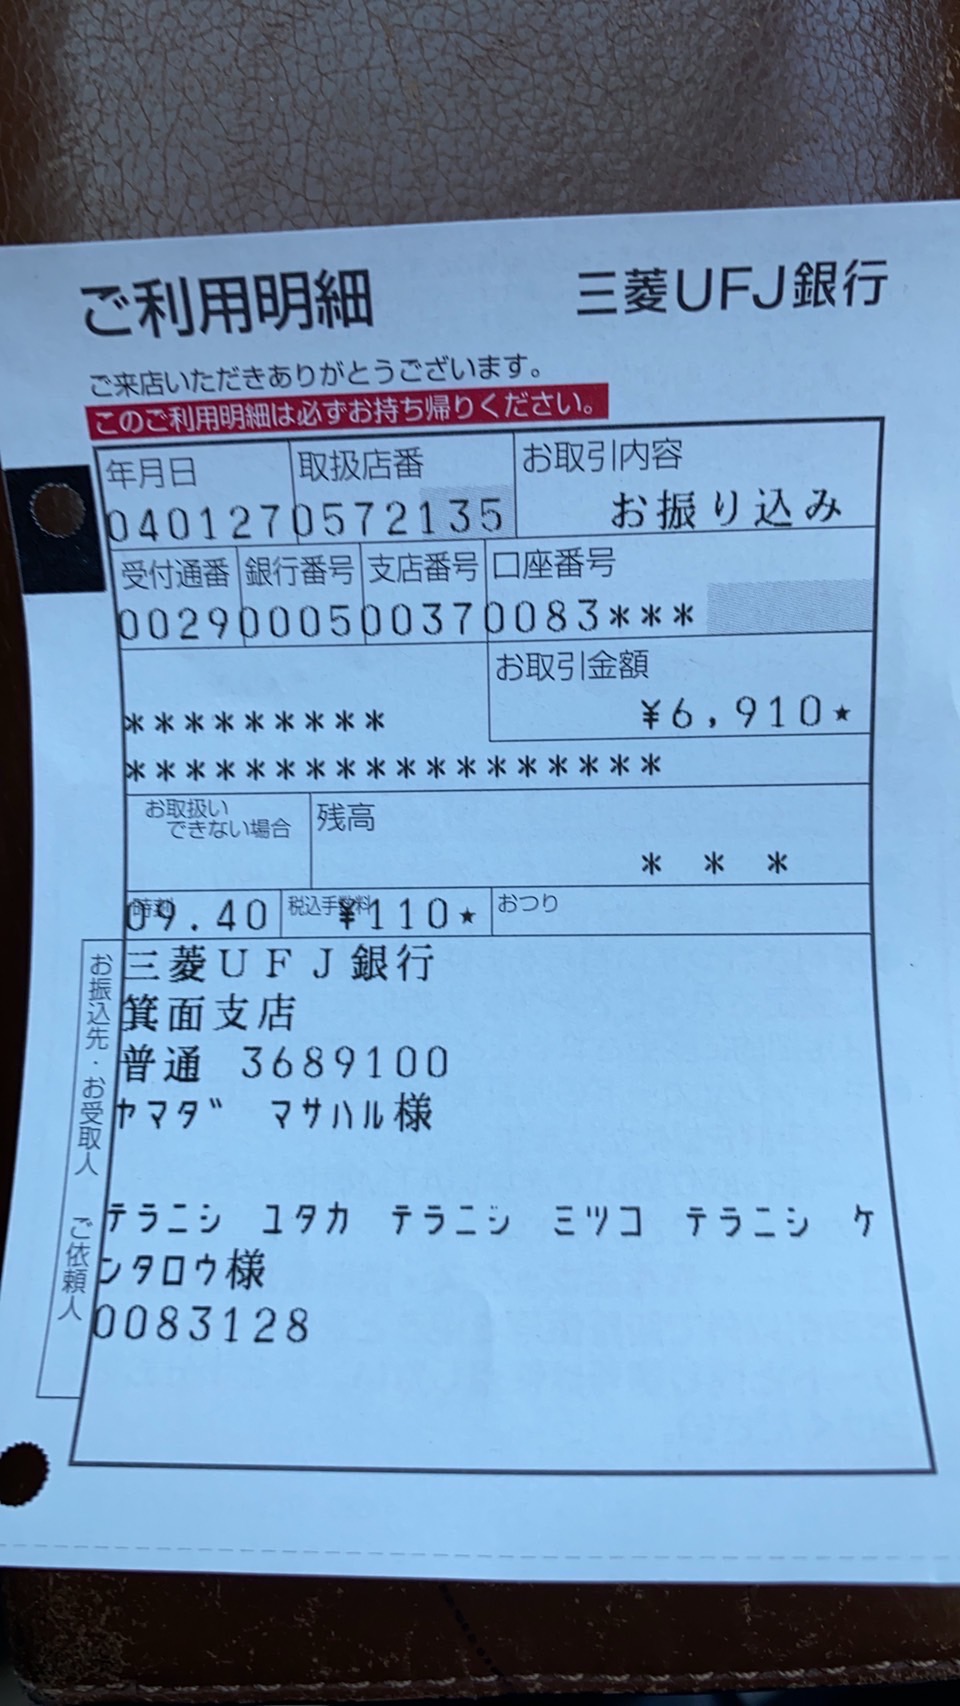 ご利用明細 三菱UFJ銀行
ご来店いただきありがとうございます。
このご利用明細は必ずお持ち帰りください。
年月日 取扱店番 お取引内容
040127 0572135 お振り込み
受付通番 銀行番号 支店番号 口座番号
0029 0005 0037 0083***
お取引金額
¥6,910★
*********
******************
お取扱いできない場合 残高
* * *
時刻 税込手数料 おつり
09.40 ¥110★
お振込先・お受取人
三菱UFJ銀行
箕面支店
普通 3689100
ヤマダ マサハル様
ご依頼人
テラニシ ユタカ テラニシ ミツコ テラニシ ケ
ンタロウ様
0083128